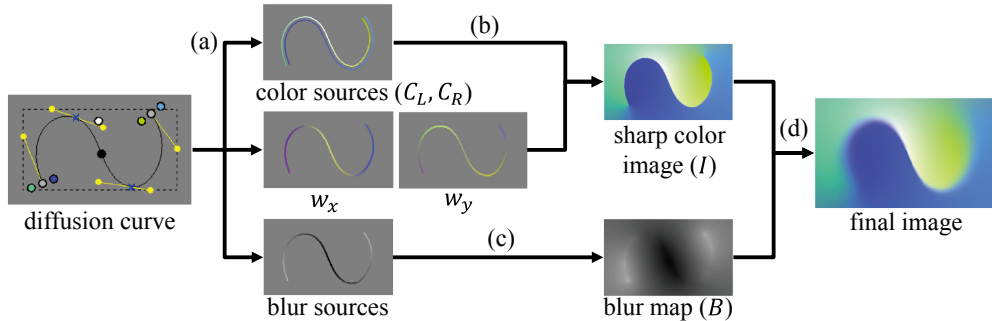 (a)
(b)
color sources (C_L, C_R)
diffusion curve
w_x
w_y
sharp color
image (I)
(d)
final image
(c)
blur sources
blur map (B)